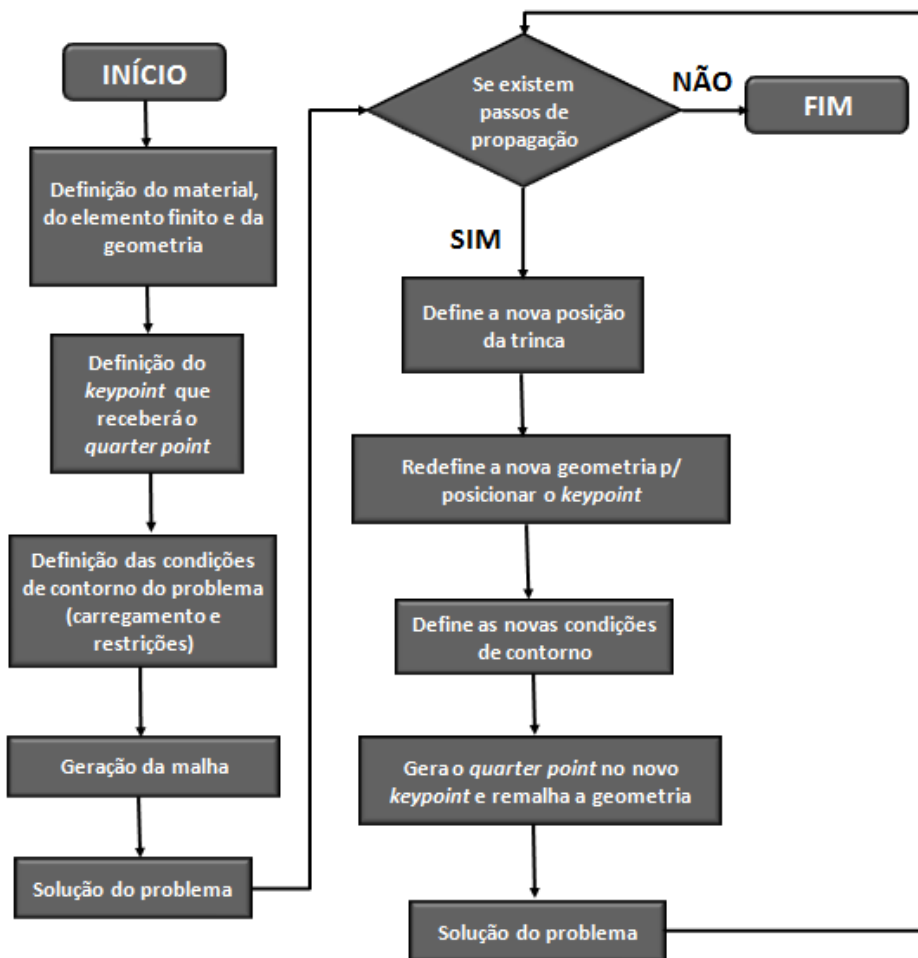 INÍCIO
Definição do material,
do elemento finito e da
geometria
Definição do
keypoint que
receberá o
quarter point
Definição das condições
de contorno do problema
(carregamento e
restrições)
Geração da malha
Solução do problema
Se existem
passos de
propagação
NÃO
FIM
SIM
Define a nova posição
da trinca
Redefine a nova geometria p/
posicionar o keypoint
Define as novas condições
de contorno
Gera o quarter point no novo
keypoint e remalha a geometria
Solução do problema